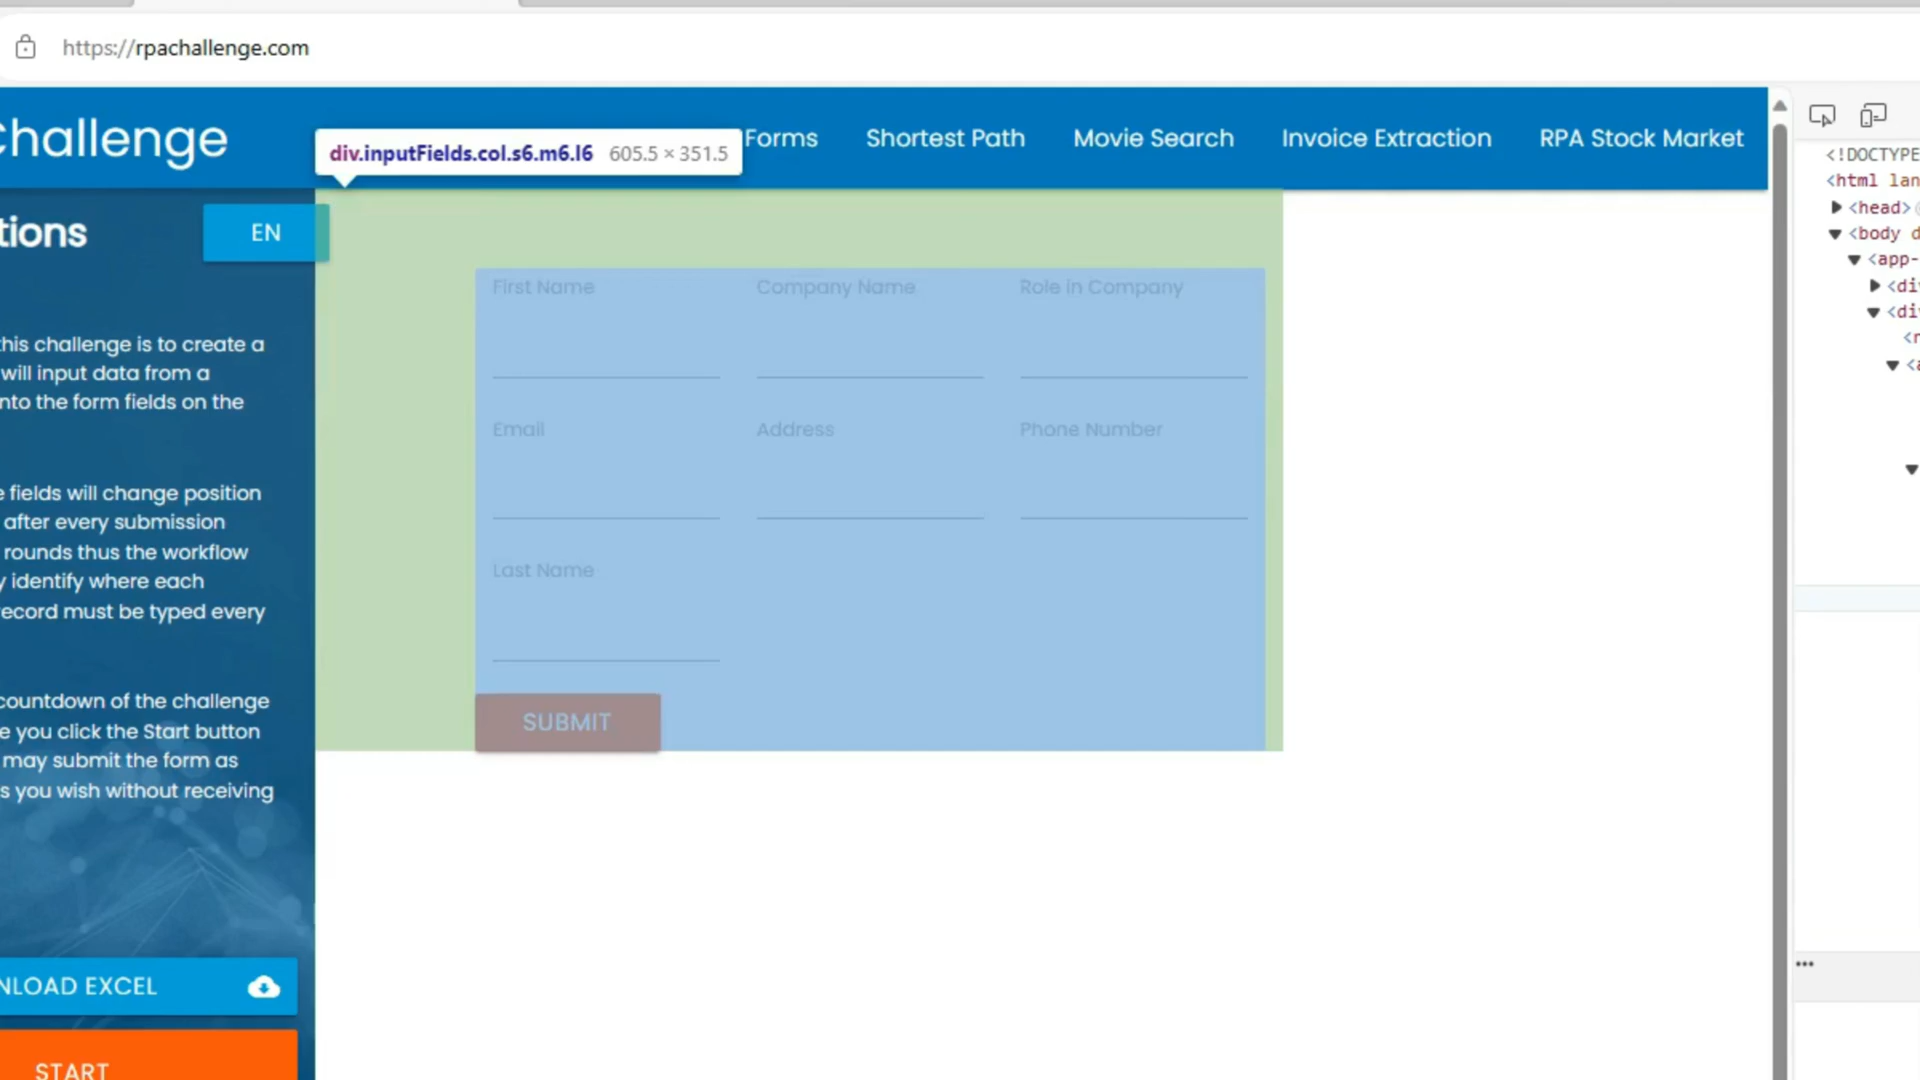 https://rpachallenge.com
Challenge
div.inputFields.col.s6.m6.l6 605.5 × 351.5
Forms
Shortest Path
Movie Search
Invoice Extraction
RPA Stock Market
<!DOCTYPE
<html lan
<head>
<body d
<app-
<di
<di
tions
EN
First Name
Company Name
Role in Company
his challenge is to create a
will input data from a
nto the form fields on the
Email
Address
Phone Number
e fields will change position
after every submission
rounds thus the workflow
y identify where each
ecord must be typed every
Last Name
countdown of the challenge
e you click the Start button
may submit the form as
s you wish without receiving
SUBMIT
NLOAD EXCEL
START